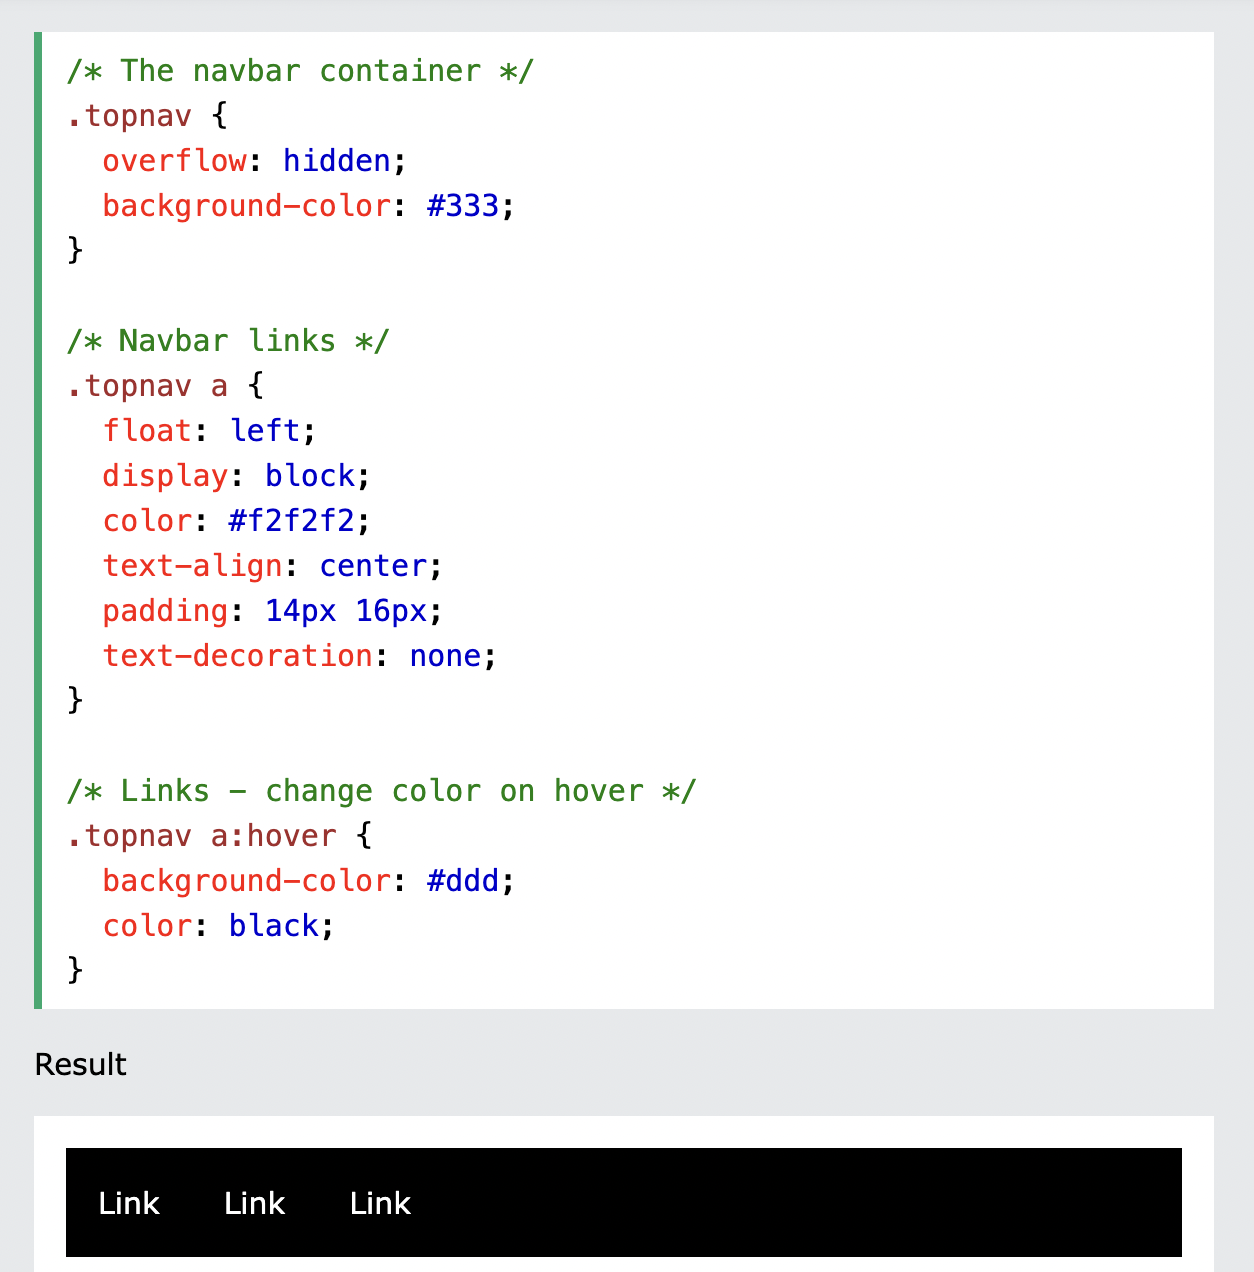 /* The navbar container */
.topnav {
  overflow: hidden;
  background-color: #333;
}
/* Navbar links */
.topnav a {
  float: left;
  display: block;
  color: #f2f2f2;
  text-align: center;
  padding: 14px 16px;
  text-decoration: none;
}
/* Links - change color on hover */
.topnav a:hover {
  background-color: #ddd;
  color: black;
}
Result
Link Link Link